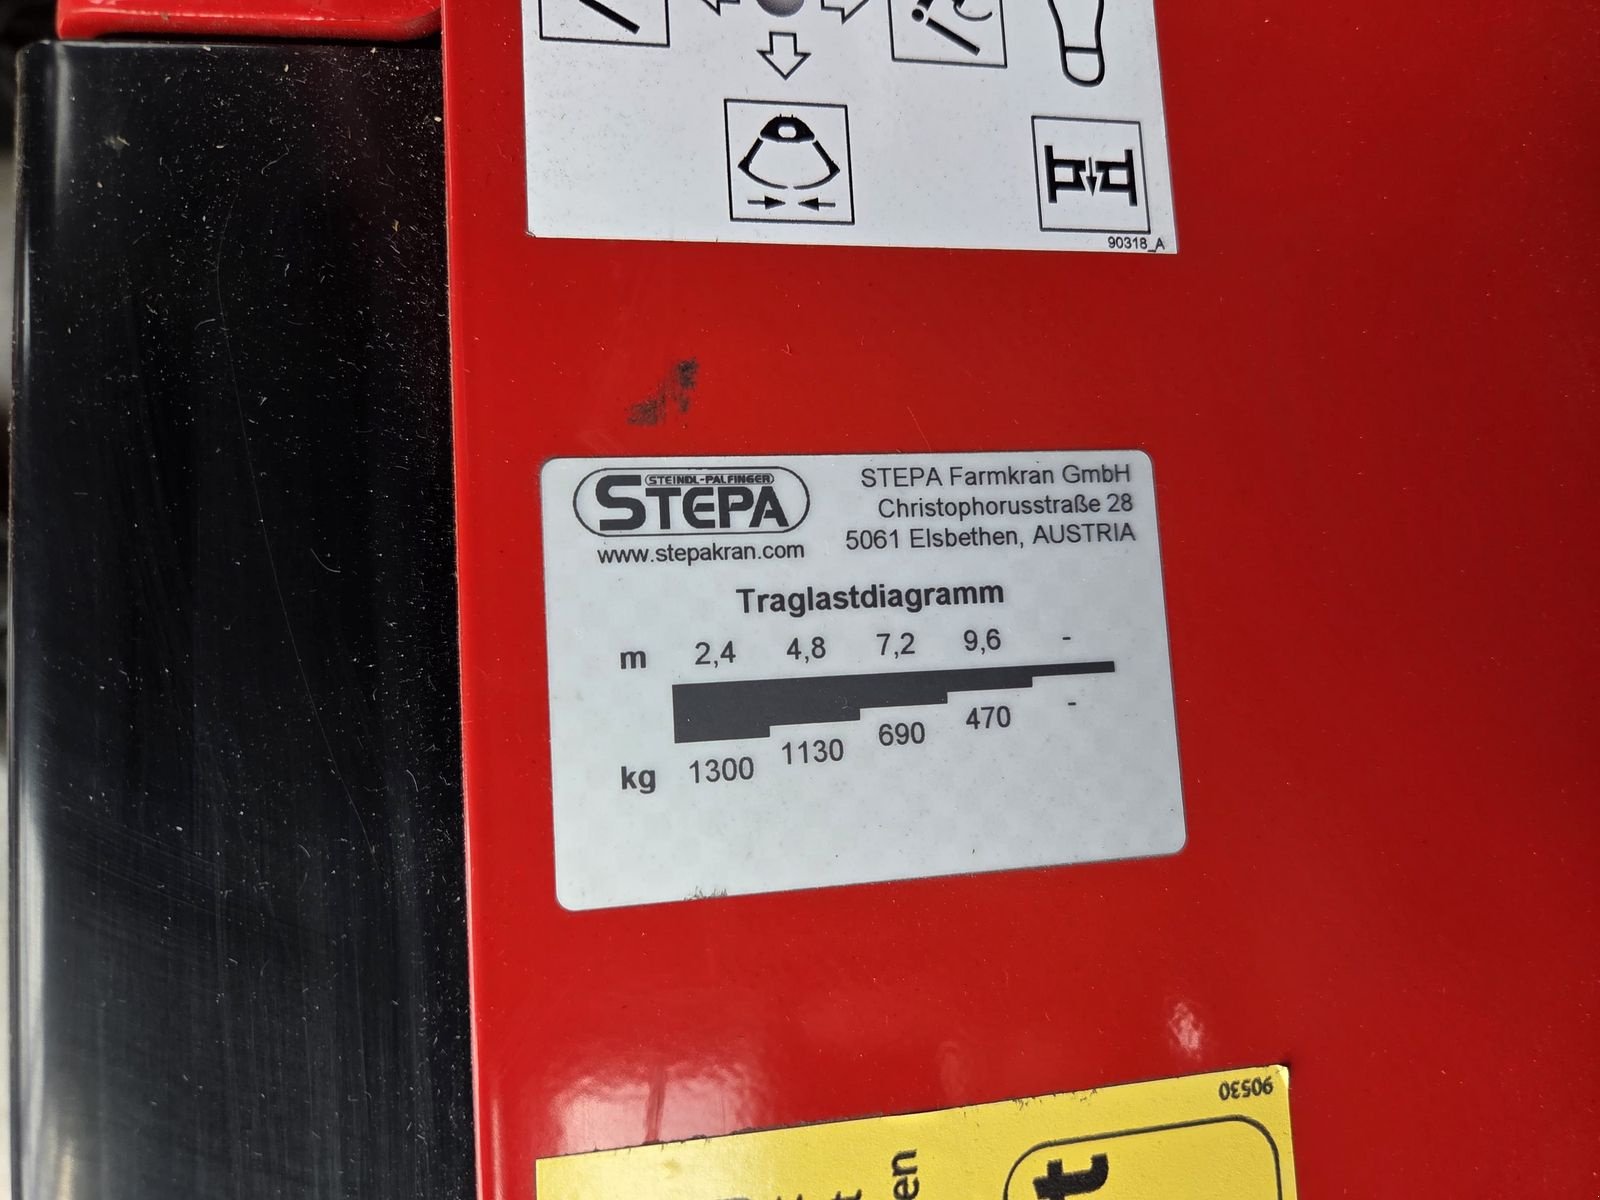 90318_A
STEINDL-PALFINGER
STEPA
www.stepakran.com
STEPA Farmkran GmbH
Christophorusstraße 28
5061 Elsbethen, AUSTRIA
Traglastdiagramm
m 2,4 4,8 7,2 9,6 -
kg 1300 1130 690 470 -
90530